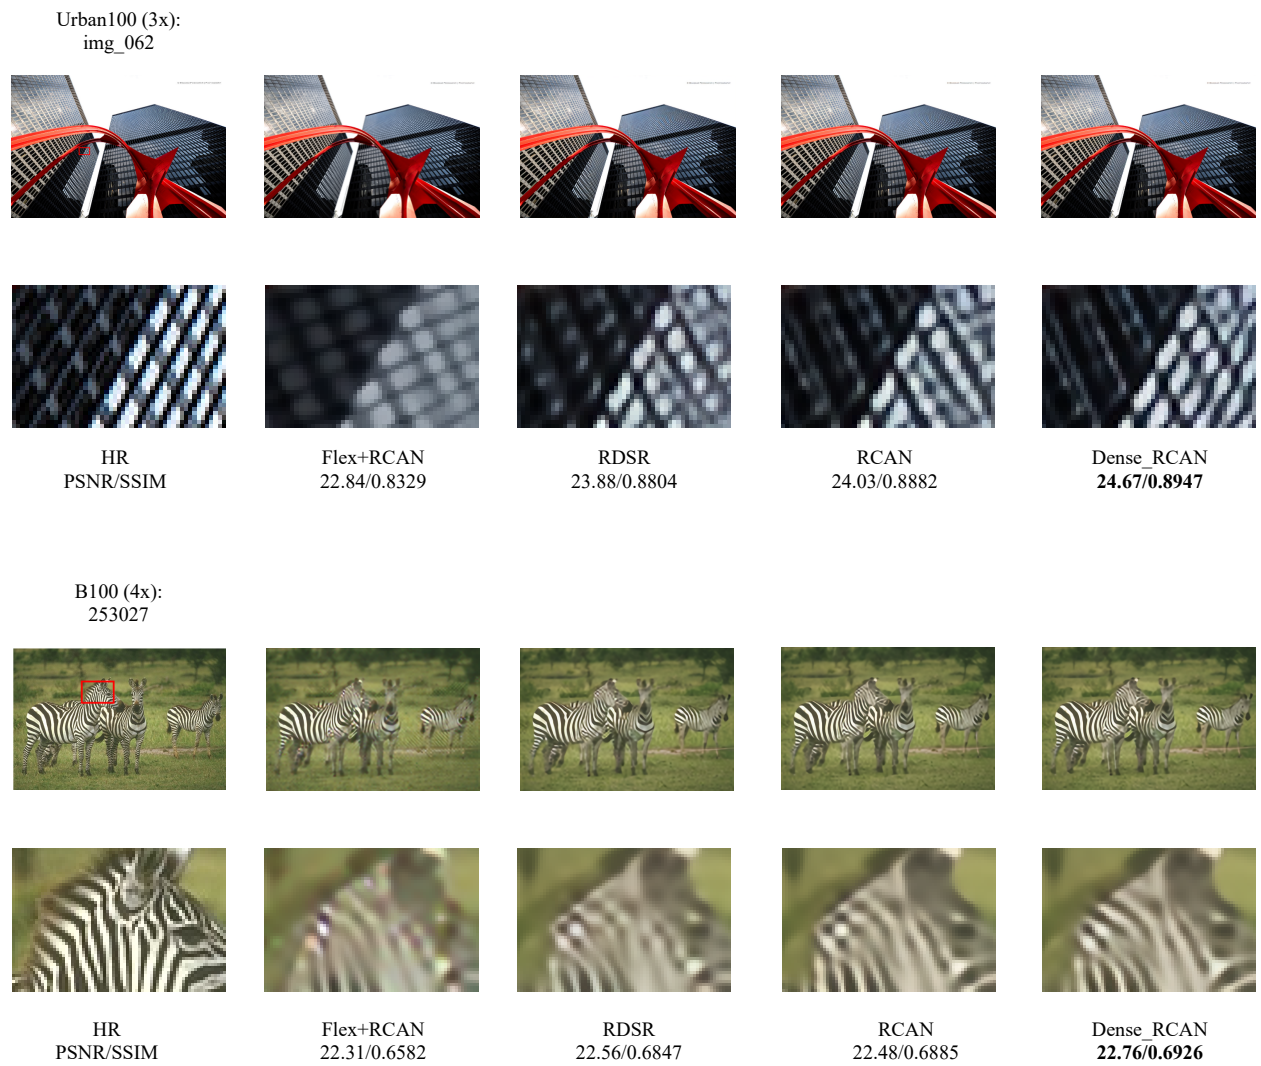 Urban100 (3x):
img_062
HR
PSNR/SSIM
Flex+RCAN
22.84/0.8329
RDSR
23.88/0.8804
RCAN
24.03/0.8882
Dense_RCAN
24.67/0.8947
B100 (4x):
253027
HR
PSNR/SSIM
Flex+RCAN
22.31/0.6582
RDSR
22.56/0.6847
RCAN
22.48/0.6885
Dense_RCAN
22.76/0.6926